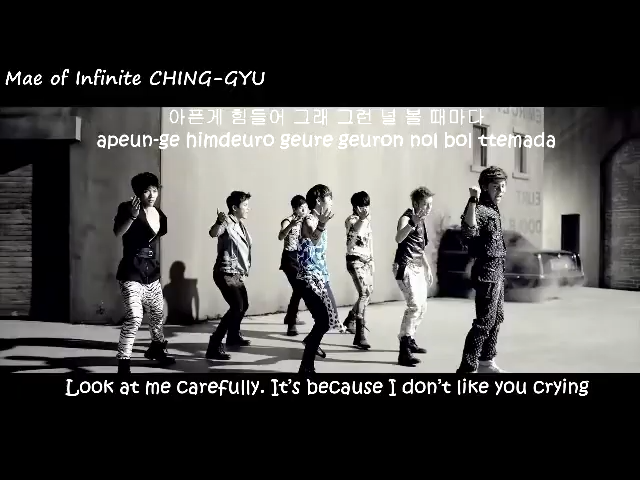 Mae of Infinite CHING-GYU
아픈게 힘들어 그래 그런 널 볼 때마다
apeun-ge himdeuro geure geuron nol bol ttemada
Look at me carefully. It's because I don't like you crying